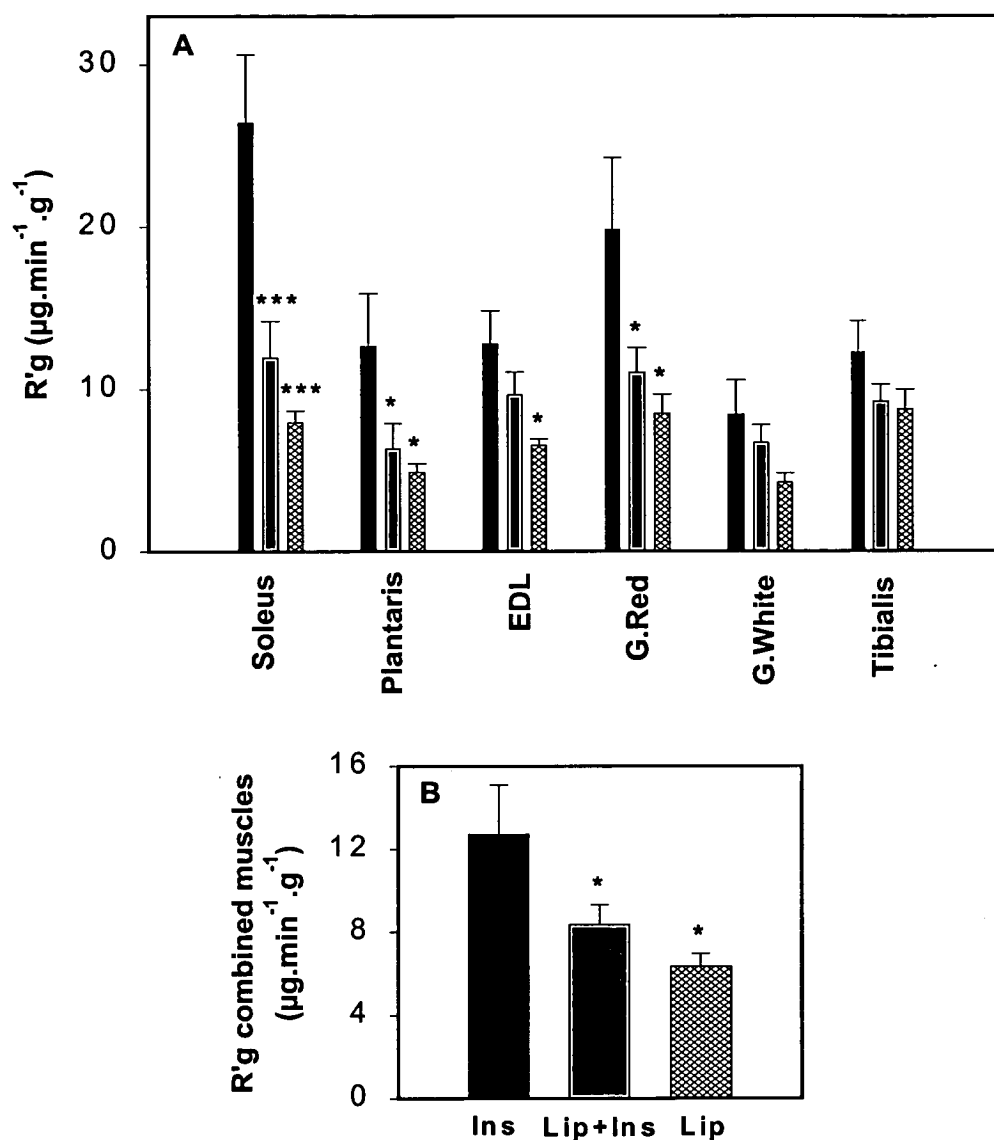 A
R'g (µg.min-1.g-1)
30
20
10
0
***
***
*
*
*
*
*
Soleus
Plantaris
EDL
G.Red
G.White
Tibialis
B
R'g combined muscles
(µg.min-1.g-1)
16
12
8
4
0
*
*
Ins Lip+Ins Lip